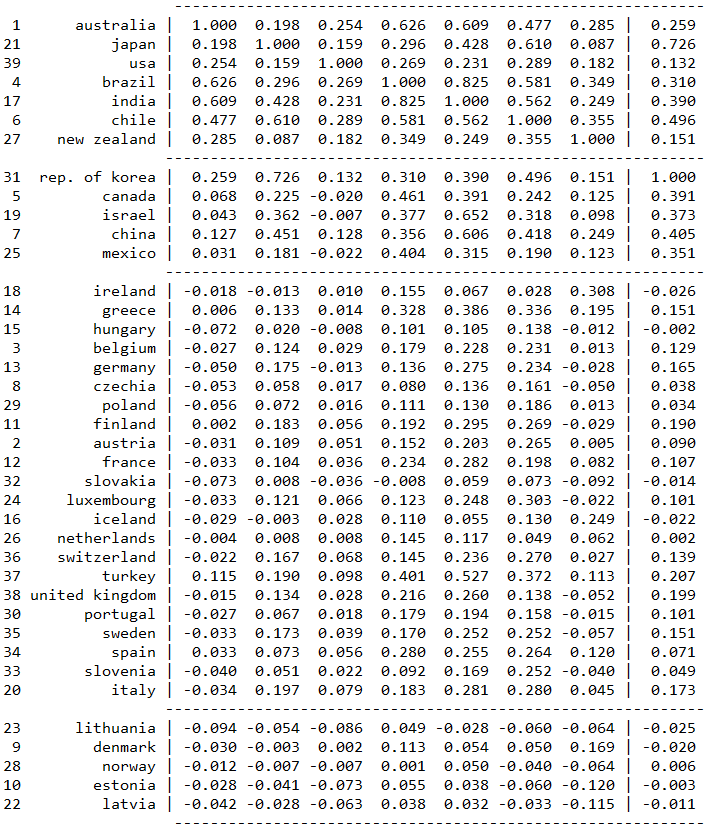 ----------------------------------------------------------
1 australia | 1.000 0.198 0.254 0.626 0.609 0.477 0.285 | 0.259
21 japan | 0.198 1.000 0.159 0.296 0.428 0.610 0.087 | 0.726
39 usa | 0.254 0.159 1.000 0.269 0.231 0.289 0.182 | 0.132
4 brazil | 0.626 0.296 0.269 1.000 0.825 0.581 0.349 | 0.310
17 india | 0.609 0.428 0.231 0.825 1.000 0.562 0.249 | 0.390
6 chile | 0.477 0.610 0.289 0.581 0.562 1.000 0.355 | 0.496
27 new zealand | 0.285 0.087 0.182 0.349 0.249 0.355 1.000 | 0.151
-----------------------------------------------------------
31 rep. of korea | 0.259 0.726 0.132 0.310 0.390 0.496 0.151 | 1.000
5 canada | 0.068 0.225 -0.020 0.461 0.391 0.242 0.125 | 0.391
19 israel | 0.043 0.362 -0.007 0.377 0.652 0.318 0.098 | 0.373
7 china | 0.127 0.451 0.128 0.356 0.606 0.418 0.249 | 0.405
25 mexico | 0.031 0.181 -0.022 0.404 0.315 0.190 0.123 | 0.351
-----------------------------------------------------------
18 ireland | -0.018 -0.013 0.010 0.155 0.067 0.028 0.308 | -0.026
14 greece | 0.006 0.133 0.014 0.328 0.386 0.336 0.195 | 0.151
15 hungary | -0.072 0.020 -0.008 0.101 0.105 0.138 -0.012 | -0.002
3 belgium | -0.027 0.124 0.029 0.179 0.228 0.231 0.013 | 0.129
13 germany | -0.050 0.175 -0.013 0.136 0.275 0.234 -0.028 | 0.165
8 czechia | -0.053 0.058 0.017 0.080 0.136 0.161 -0.050 | 0.038
29 poland | -0.056 0.072 0.016 0.111 0.130 0.186 0.013 | 0.034
11 finland | 0.002 0.183 0.056 0.192 0.295 0.269 -0.029 | 0.190
2 austria | -0.031 0.109 0.051 0.152 0.203 0.265 0.005 | 0.090
12 france | -0.033 0.104 0.036 0.234 0.282 0.198 0.082 | 0.107
32 slovakia | -0.073 0.008 -0.036 -0.008 0.059 0.073 -0.092 | -0.014
24 luxembourg | -0.033 0.121 0.066 0.123 0.248 0.303 -0.022 | 0.101
16 iceland | -0.029 -0.003 0.028 0.110 0.055 0.130 0.249 | -0.022
26 netherlands | -0.004 0.008 0.008 0.145 0.117 0.049 0.062 | 0.002
36 switzerland | -0.022 0.167 0.068 0.145 0.236 0.270 0.027 | 0.139
37 turkey | 0.115 0.190 0.098 0.401 0.527 0.372 0.113 | 0.207
38 united kingdom | -0.015 0.134 0.028 0.216 0.260 0.138 -0.052 | 0.199
30 portugal | -0.027 0.067 0.018 0.179 0.194 0.158 -0.015 | 0.101
35 sweden | -0.033 0.173 0.039 0.170 0.252 0.252 -0.057 | 0.151
34 spain | 0.033 0.073 0.056 0.280 0.255 0.264 0.120 | 0.071
33 slovenia | -0.040 0.051 0.022 0.092 0.169 0.252 -0.040 | 0.049
20 italy | -0.034 0.197 0.079 0.183 0.281 0.280 0.045 | 0.173
-----------------------------------------------------------
23 lithuania | -0.094 -0.054 -0.086 0.049 -0.028 -0.060 -0.064 | -0.025
9 denmark | -0.030 -0.003 0.002 0.113 0.054 0.050 0.169 | -0.020
28 norway | -0.012 -0.007 -0.007 0.001 0.050 -0.040 -0.064 | 0.006
10 estonia | -0.028 -0.041 -0.073 0.055 0.038 -0.060 -0.120 | -0.003
22 latvia | -0.042 -0.028 -0.063 0.038 0.032 -0.033 -0.115 | -0.011
----------------------------------------------------------